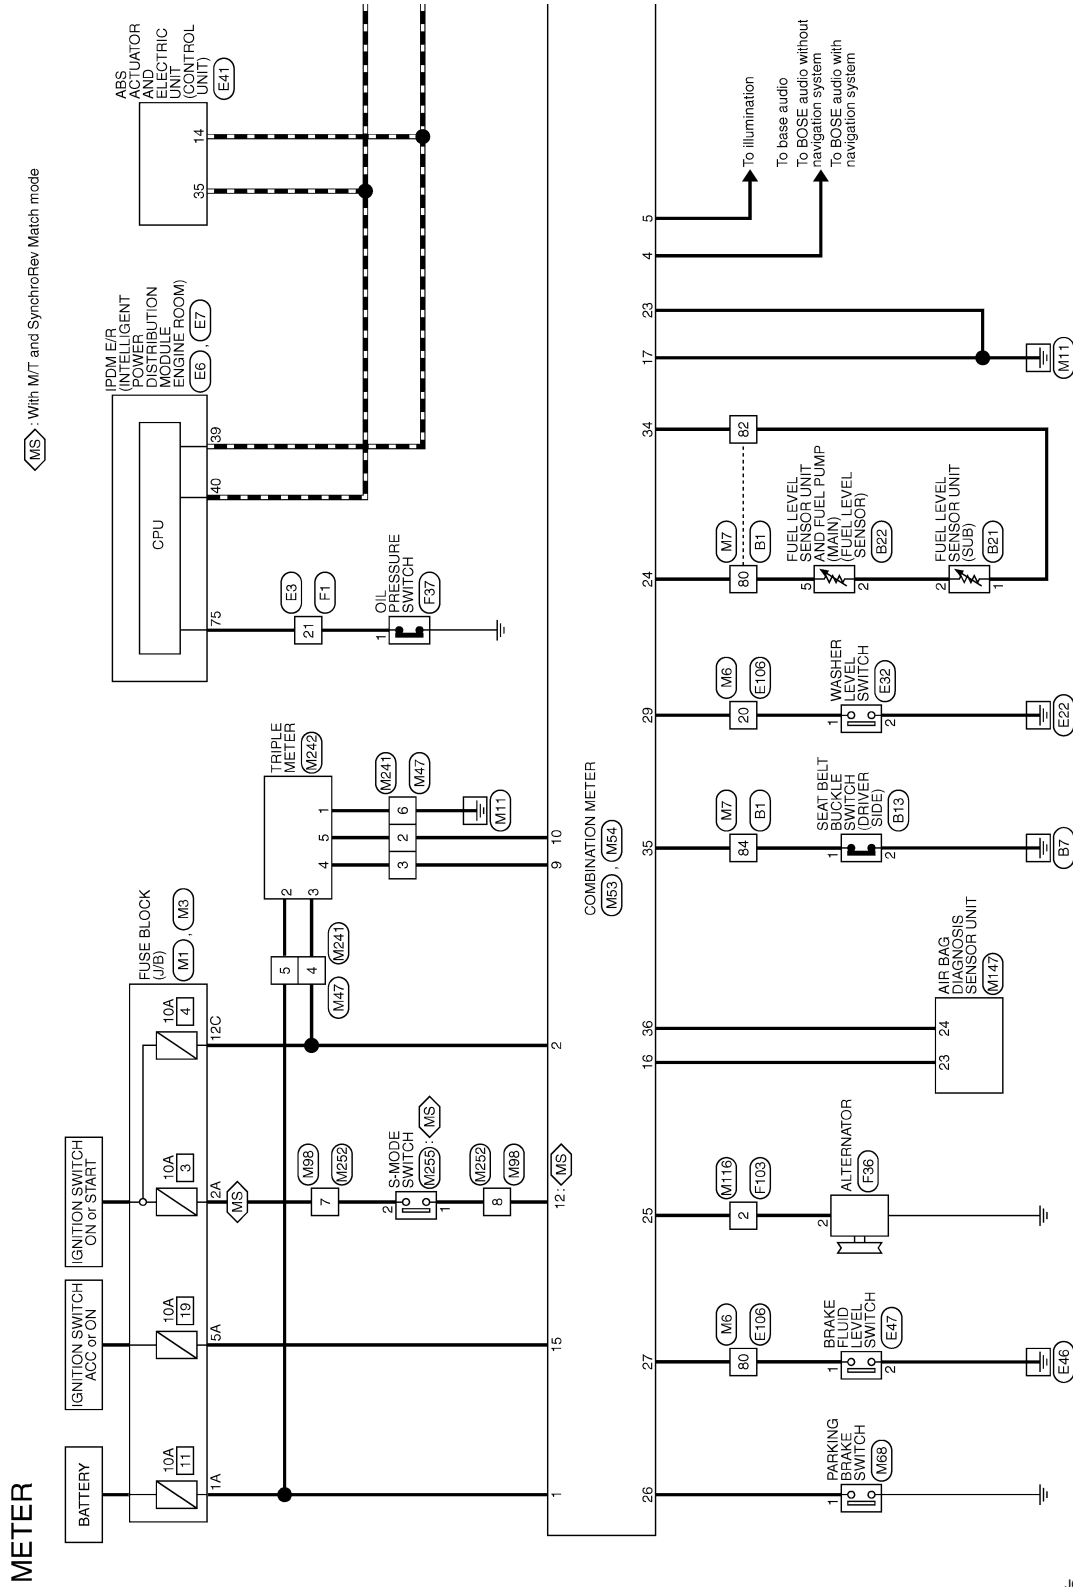 METER
MS : With M/T and SynchroRev Match mode
BATTERY
IGNITION SWITCH
ACC or ON
IGNITION SWITCH
ON or START
10A
11
10A
19
10A
3
10A
4
FUSE BLOCK
(J/B)
M1 , M3
1A
5A
2A
12C
MS
M98
M252
7
2
S-MODE
SWITCH
M255 : MS
1
M252
M98
8
5
4
M241
M47
2
3
TRIPLE
METER
M242
4
5
1
3
2
6
M241
M47
M11
IPDM E/R
(INTELLIGENT
POWER
DISTRIBUTION
MODULE
ENGINE ROOM)
E6 , E7
CPU
75
40
39
E3
F1
21
1
OIL
PRESSURE
SWITCH
F37
ABS
ACTUATOR
AND
ELECTRIC
UNIT
(CONTROL
UNIT)
E41
35
14
1
15
12 : MS
2
9
10
COMBINATION METER
M53 , M54
26
27
25
16
36
35
29
24
34
17
23
4
5
1
PARKING
BRAKE
SWITCH
M68
M6
E106
80
1
BRAKE
FLUID
LEVEL
SWITCH
E47
2
E46
M116
F103
2
2
ALTERNATOR
F36
23
24
AIR BAG
DIAGNOSIS
SENSOR UNIT
M147
M7
B1
84
1
SEAT BELT
BUCKLE
SWITCH
(DRIVER
SIDE)
B13
2
B7
M6
E106
20
1
WASHER
LEVEL
SWITCH
E32
2
E22
M7
B1
80
82
5
FUEL LEVEL
SENSOR UNIT
AND FUEL PUMP
(MAIN)
(FUEL LEVEL
SENSOR)
B22
2
2
FUEL LEVEL
SENSOR UNIT
(SUB)
B21
1
M11
To illumination
To base audio
To BOSE audio without
navigation system
To BOSE audio with
navigation system